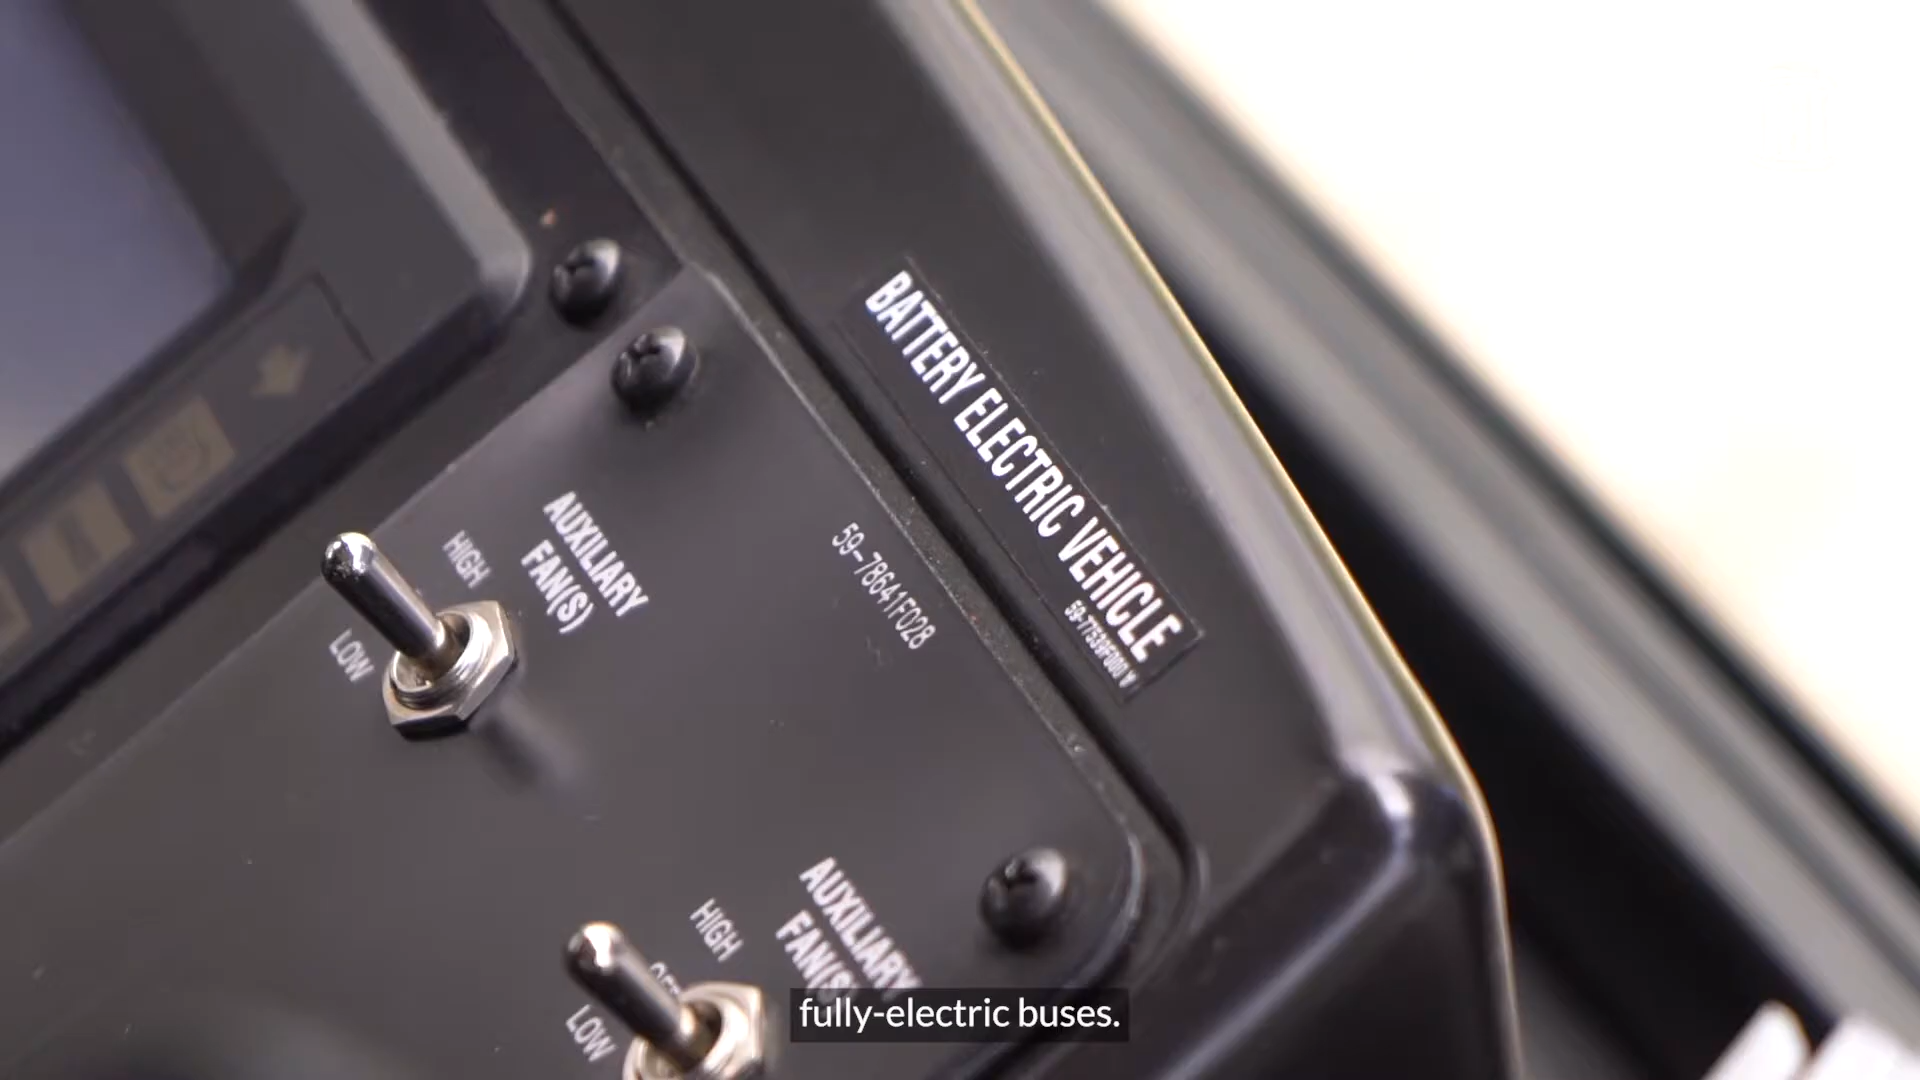 BATTERY ELECTRIC VEHICLE
59-78641F028
AUXILIARY
FAN(S)
HIGH
LOW
AUXILIARY
FAN(S)
HIGH
LOW
fully-electric buses.